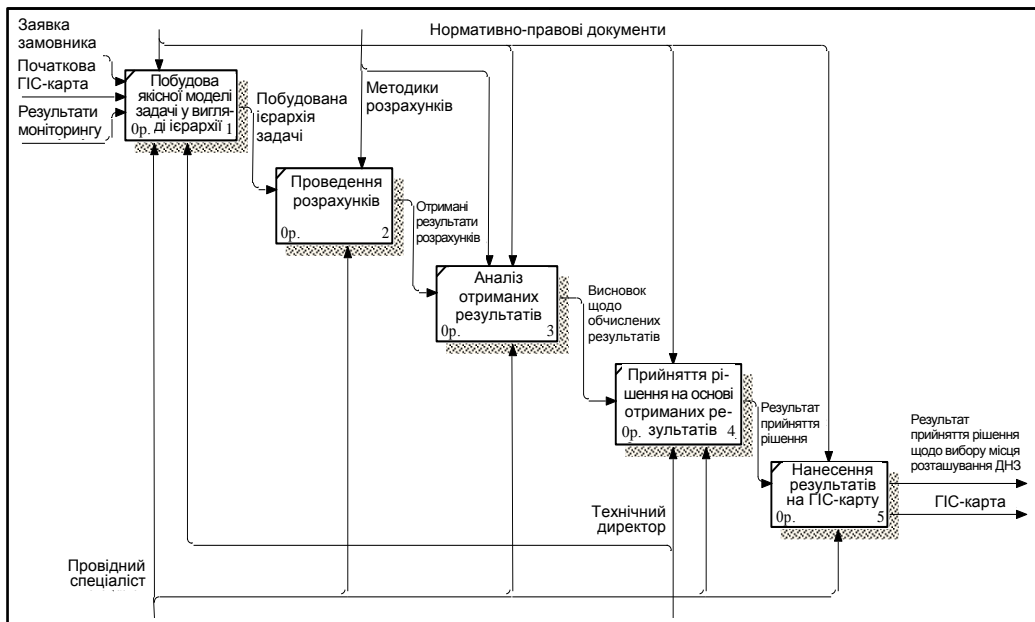 Заявка
замовника
Початкова
ГІС-карта
Результати
моніторингу
Нормативно-правові документи
Побудова
якісної моделі
задачі у вигля-
ді ієрархії
0р. 1
Побудована
ієрархія
задачі
Методики
розрахунків
Проведення
розрахунків
0р. 2
Отримані
результати
розрахунків
Аналіз
отриманих
результатів
0р. 3
Висновок
щодо
обчислених
результатів
Прийняття рі-
шення на основі
отриманих ре-
зультатів
0р. 4
Результат
прийняття
рішення
Нанесення
результатів
на ГІС-карту
0р. 5
Результат
прийняття рішення
щодо вибору місця
розташування ДНЗ
ГІС-карта
Технічний
директор
Провідний
спеціаліст